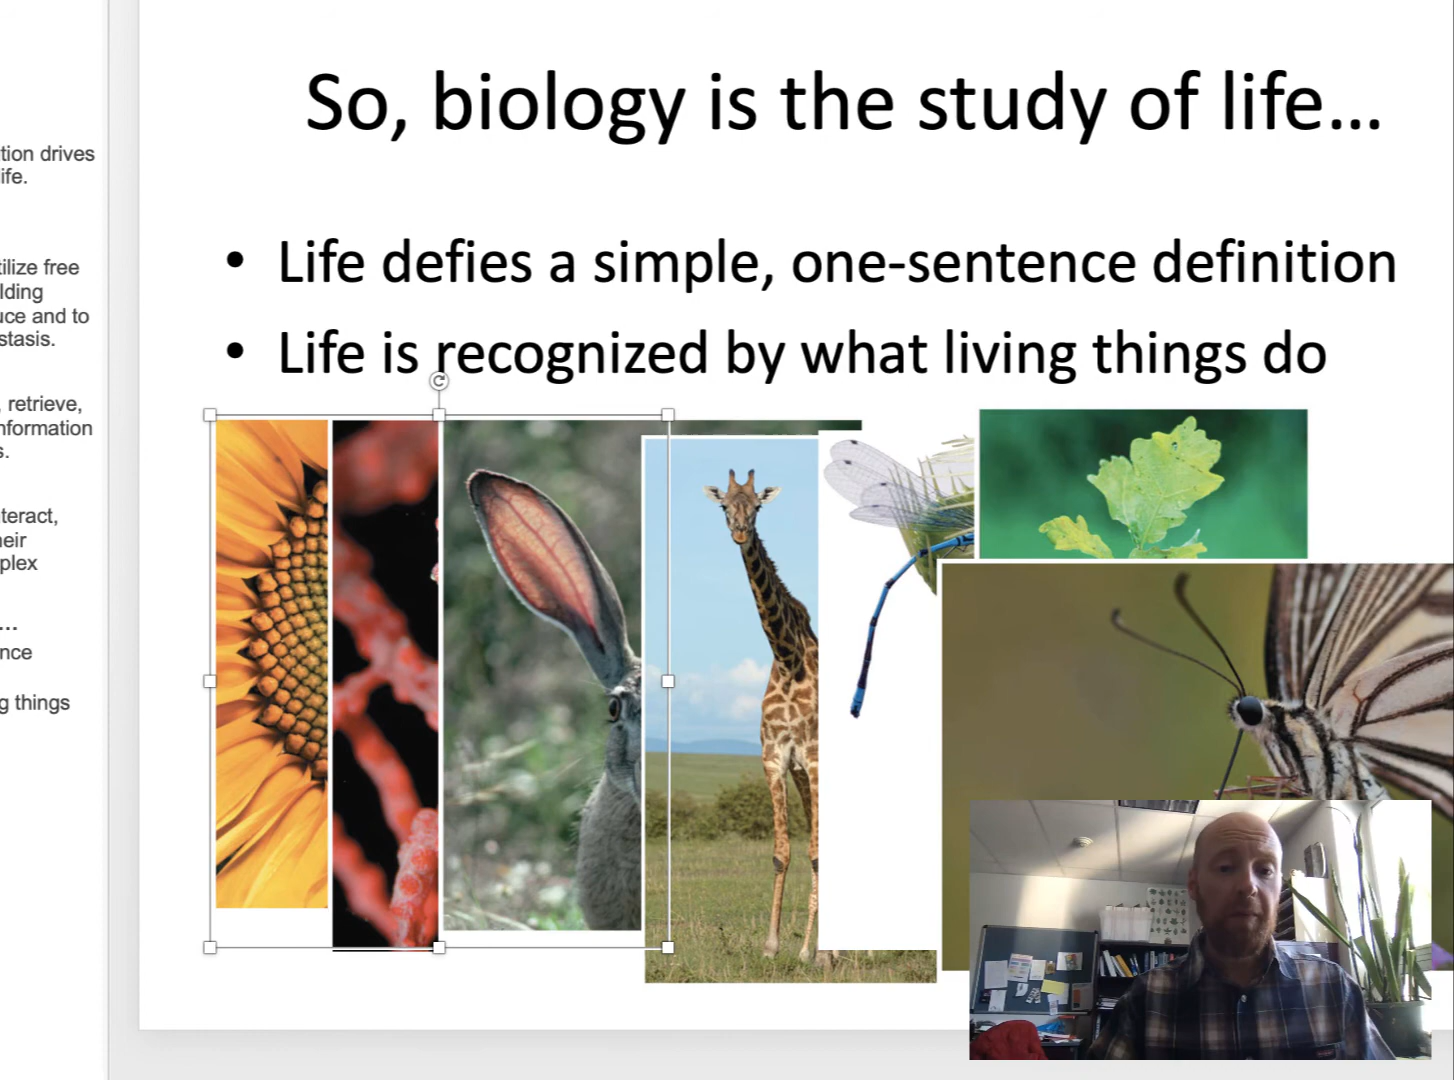 So, biology is the study of life…
• Life defies a simple, one-sentence definition
• Life is recognized by what living things do
tion drives
ife.
tilize free
lding
uce and to
stasis.
, retrieve,
nformation
s.
teract,
heir
plex
…
nce
g things